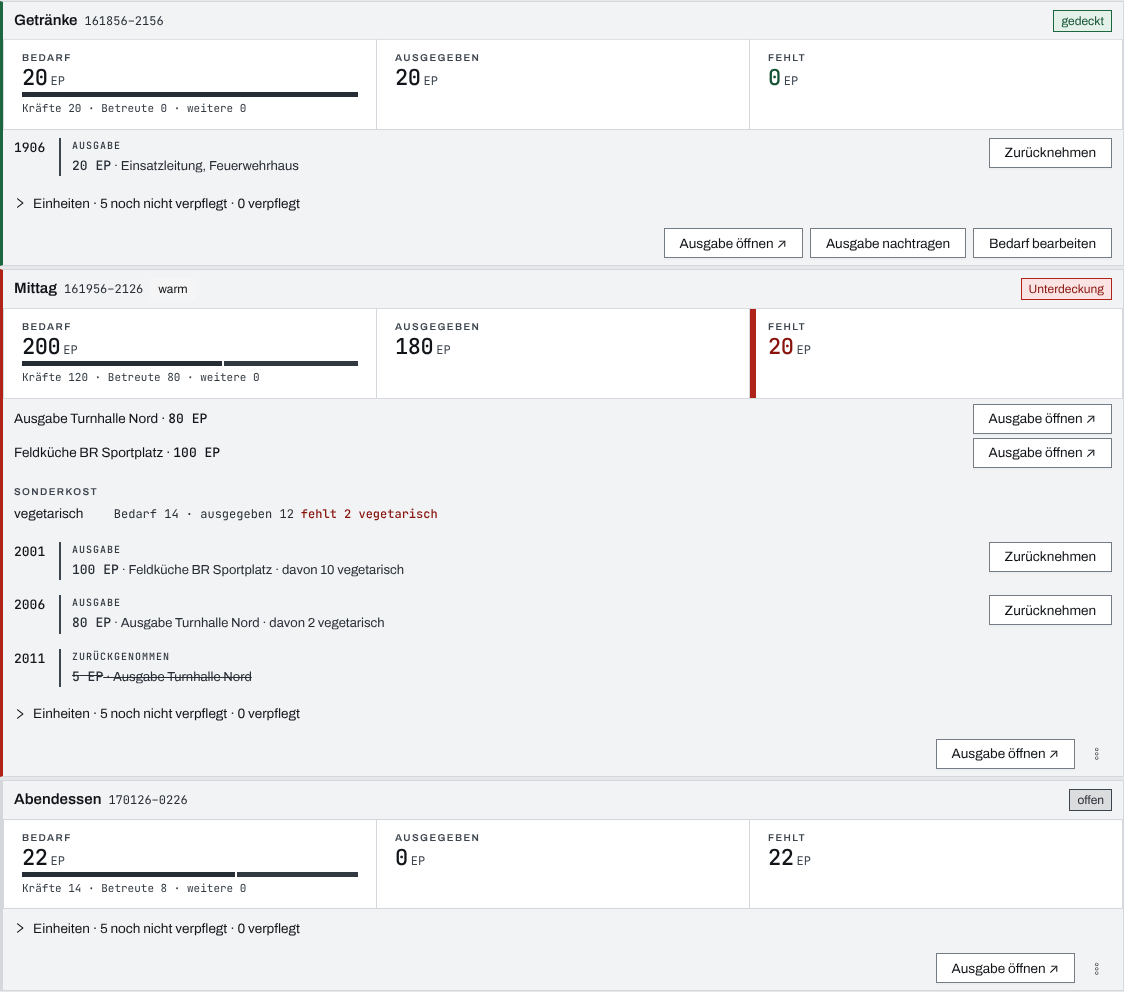 Getränke 161856–2156 gedeckt
BEDARF AUSGEGEBEN FEHLT
20 EP 20 EP 0 EP
Kräfte 20 · Betreute 0 · weitere 0
1906 AUSGABE Zurücknehmen
20 EP · Einsatzleitung, Feuerwehrhaus
Einheiten · 5 noch nicht verpflegt · 0 verpflegt
Ausgabe öffnen ↗ Ausgabe nachtragen Bedarf bearbeiten
Mittag 161956–2126 warm Unterdeckung
BEDARF AUSGEGEBEN FEHLT
200 EP 180 EP 20 EP
Kräfte 120 · Betreute 80 · weitere 0
Ausgabe Turnhalle Nord · 80 EP Ausgabe öffnen ↗
Feldküche BR Sportplatz · 100 EP Ausgabe öffnen ↗
SONDERKOST
vegetarisch Bedarf 14 · ausgegeben 12 fehlt 2 vegetarisch
2001 AUSGABE Zurücknehmen
100 EP · Feldküche BR Sportplatz · davon 10 vegetarisch
2006 AUSGABE Zurücknehmen
80 EP · Ausgabe Turnhalle Nord · davon 2 vegetarisch
2011 ZURÜCKGENOMMEN
5 EP · Ausgabe Turnhalle Nord
Einheiten · 5 noch nicht verpflegt · 0 verpflegt
Ausgabe öffnen ↗
Abendessen 170126–0226 offen
BEDARF AUSGEGEBEN FEHLT
22 EP 0 EP 22 EP
Kräfte 14 · Betreute 8 · weitere 0
Einheiten · 5 noch nicht verpflegt · 0 verpflegt
Ausgabe öffnen ↗